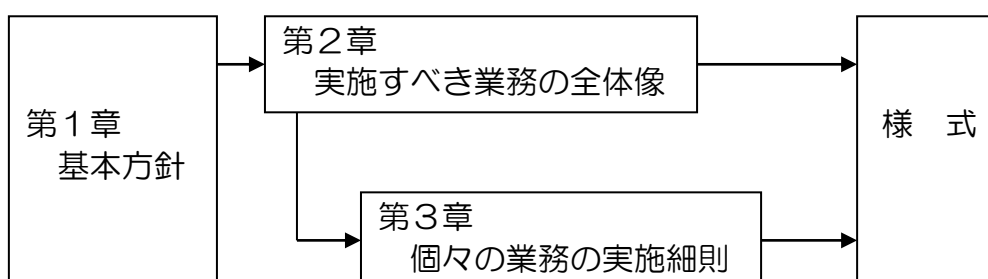 第１章
基本方針
第２章
実施すべき業務の全体像
第３章
個々の業務の実施細則
様　式